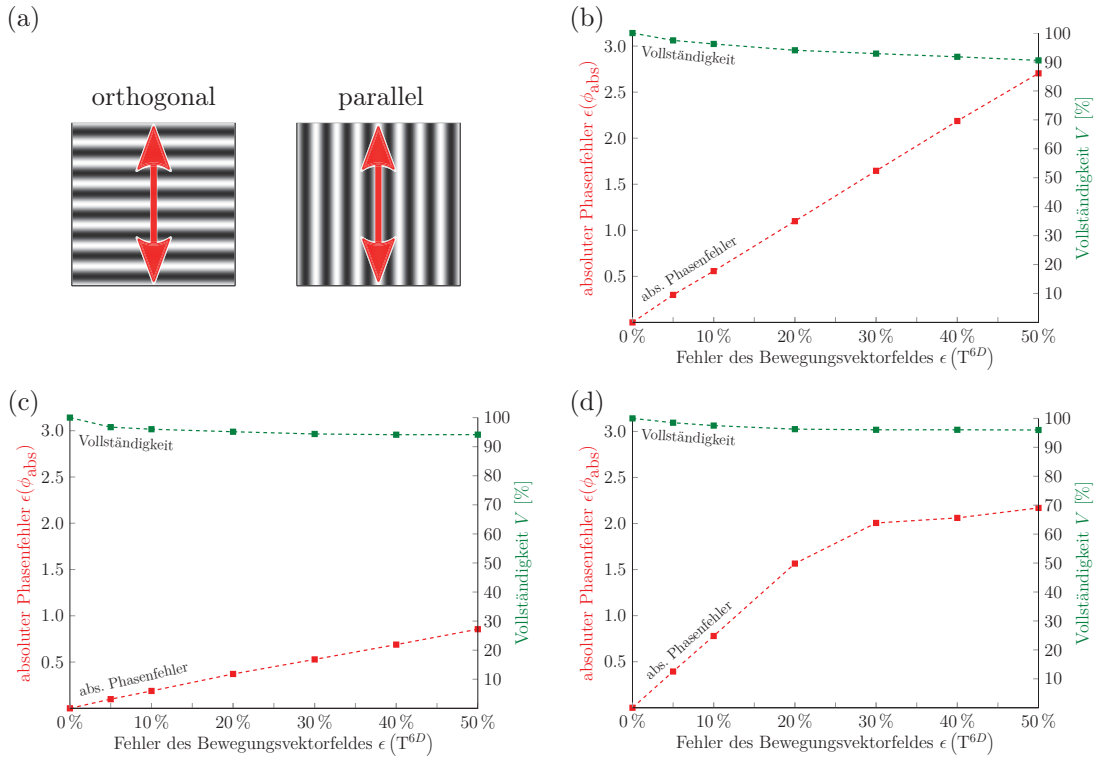 (a)
orthogonal
parallel
(b)
absoluter Phasenfehler ϵ(ϕabs)
3.0
2.5
2.0
1.5
1.0
0.5
Vollständigkeit
abs. Phasenfehler
100
90
80
70
60
50
40
30
20
10
Vollständigkeit V [%]
0 % 10 % 20 % 30 % 40 % 50 %
Fehler des Bewegungsvektorfeldes ϵ (T^6D)
(c)
absoluter Phasenfehler ϵ(ϕabs)
3.0
2.5
2.0
1.5
1.0
0.5
Vollständigkeit
abs. Phasenfehler
100
90
80
70
60
50
40
30
20
10
Vollständigkeit V [%]
0 % 10 % 20 % 30 % 40 % 50 %
Fehler des Bewegungsvektorfeldes ϵ (T^6D)
(d)
absoluter Phasenfehler ϵ(ϕabs)
3.0
2.5
2.0
1.5
1.0
0.5
Vollständigkeit
abs. Phasenfehler
100
90
80
70
60
50
40
30
20
10
Vollständigkeit V [%]
0 % 10 % 20 % 30 % 40 % 50 %
Fehler des Bewegungsvektorfeldes ϵ (T^6D)